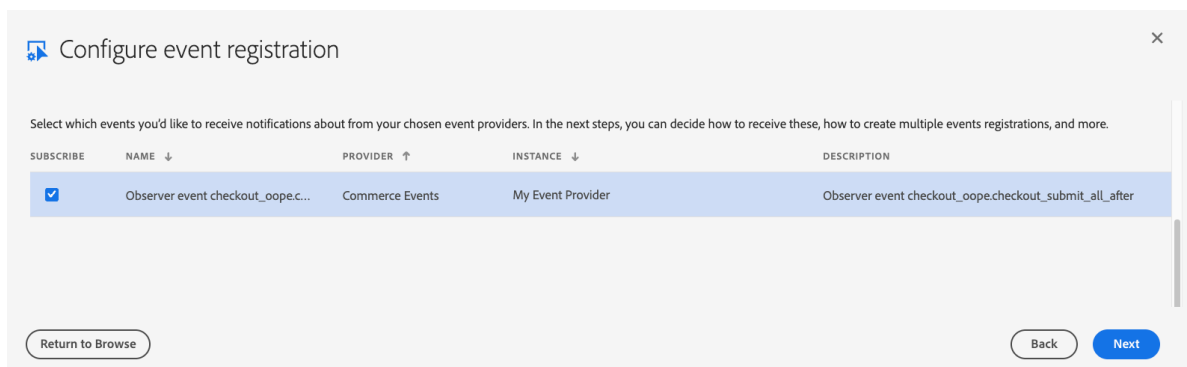 Configure event registration
Select which events you'd like to receive notifications about from your chosen event providers. In the next steps, you can decide how to receive these, how to create multiple events registrations, and more.
SUBSCRIBE NAME ↓ PROVIDER ↑ INSTANCE ↓ DESCRIPTION
Observer event checkout_oope.c... Commerce Events My Event Provider Observer event checkout_oope.checkout_submit_all_after
Return to Browse Back Next